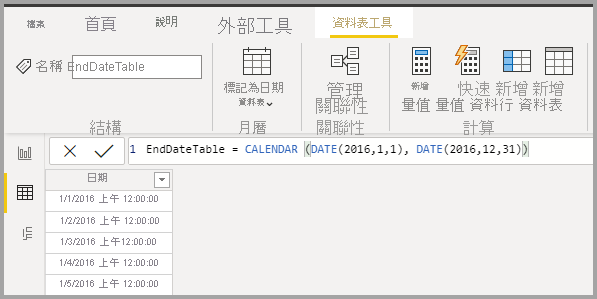 檔案 首頁 說明 外部工具 資料表工具
名稱 EndDateTable
標記為日期
資料表
管理
關聯性
新增 快速 新增 新增
量值 量值 資料行 資料表
結構 月曆 關聯性 計算
1 EndDateTable = CALENDAR (DATE(2016,1,1), DATE(2016,12,31))
日期
1/1/2016 上午 12:00:00
1/2/2016 上午 12:00:00
1/3/2016 上午12:00:00
1/4/2016 上午 12:00:00
1/5/2016 上午 12:00:00